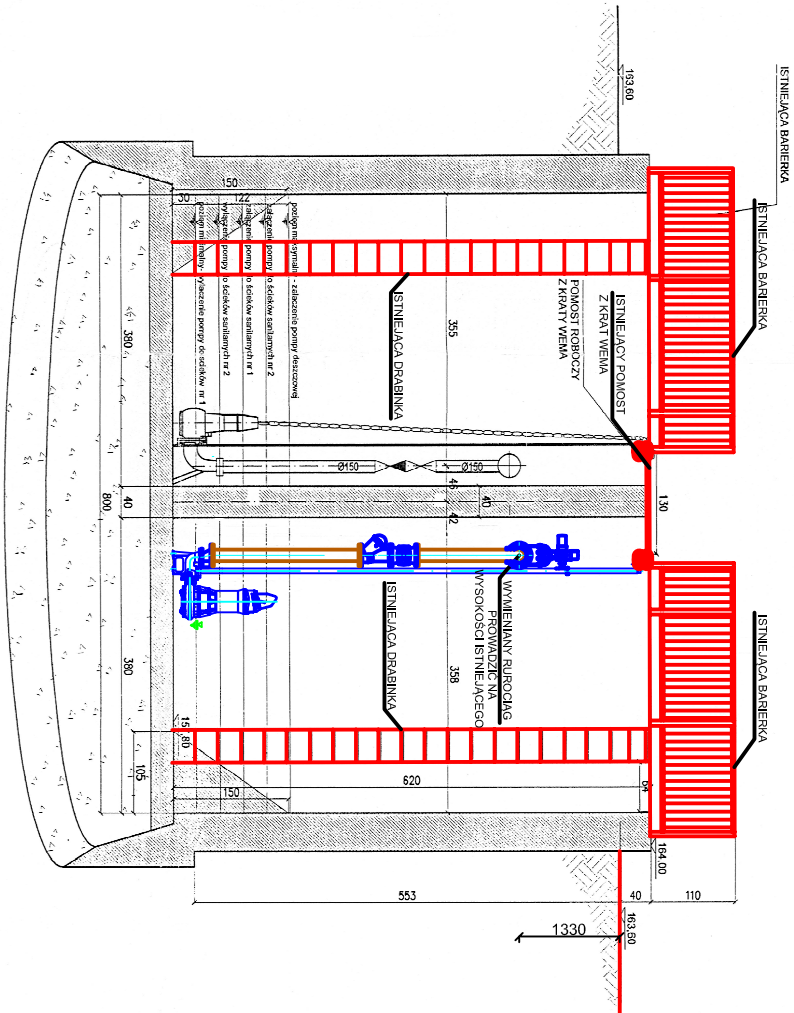 ISTNIEJĄCA BARIERKA
ISTNIEJĄCA BARIERKA
ISTNIEJĄCA BARIERKA
163,60
110
164,00
40
163,60
1330
553
130
ISTNIEJĄCY POMOST
Z KRAT WEMA
POMOST ROBOCZY
Z KRATY WEMA
WYMIENIANY RUROCIĄG
PROWADZIĆ NA
WYSOKOŚCI ISTNIEJĄCEGO
355
40
46
42
358
Ø150
Ø150
620
ISTNIEJĄCA DRABINKA
ISTNIEJĄCA DRABINKA
poziom maksymalny - załączenie pompy deszczowej
załączenie pompy do ścieków sanitarnych nr 2
załączenie pompy do ścieków sanitarnych nr 1
wyłączenie pompy do ścieków sanitarnych nr 2
poziom minimalny- wyłączenie pompy do ścieków nr 1
150
122
30
150
105
380
40
380
800